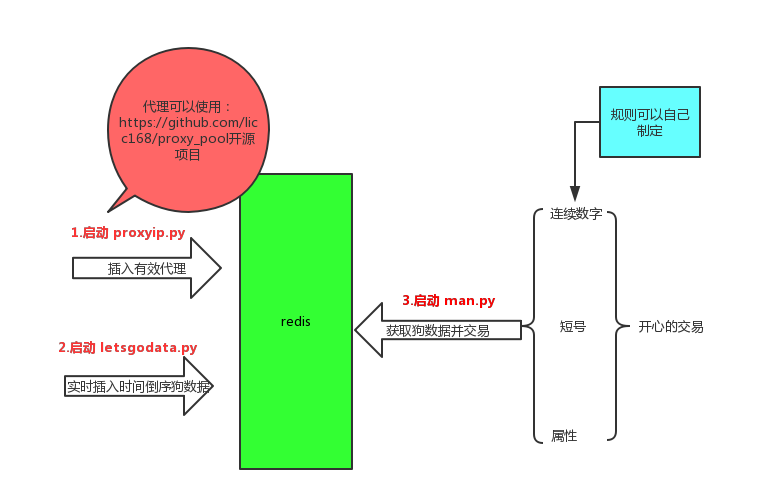 代理可以使用：
https://github.com/lic
c168/proxy_pool开源
项目
规则可以自己
制定
1.启动 proxyip.py
插入有效代理
2.启动 letsgodata.py
实时插入时间倒序狗数据
redis
3.启动 man.py
获取狗数据并交易
连续数字
短号
属性
开心的交易